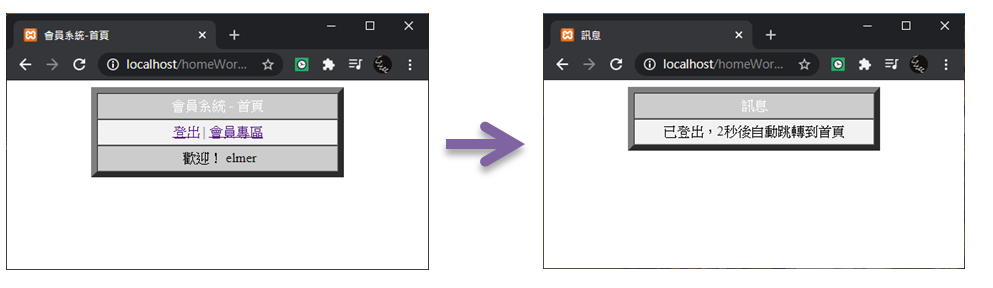 會員系統-首頁
localhost/homeWor...
會員系統 - 首頁
登出 | 會員專區
歡迎！ elmer
訊息
localhost/homeWor...
訊息
已登出，2秒後自動跳轉到首頁